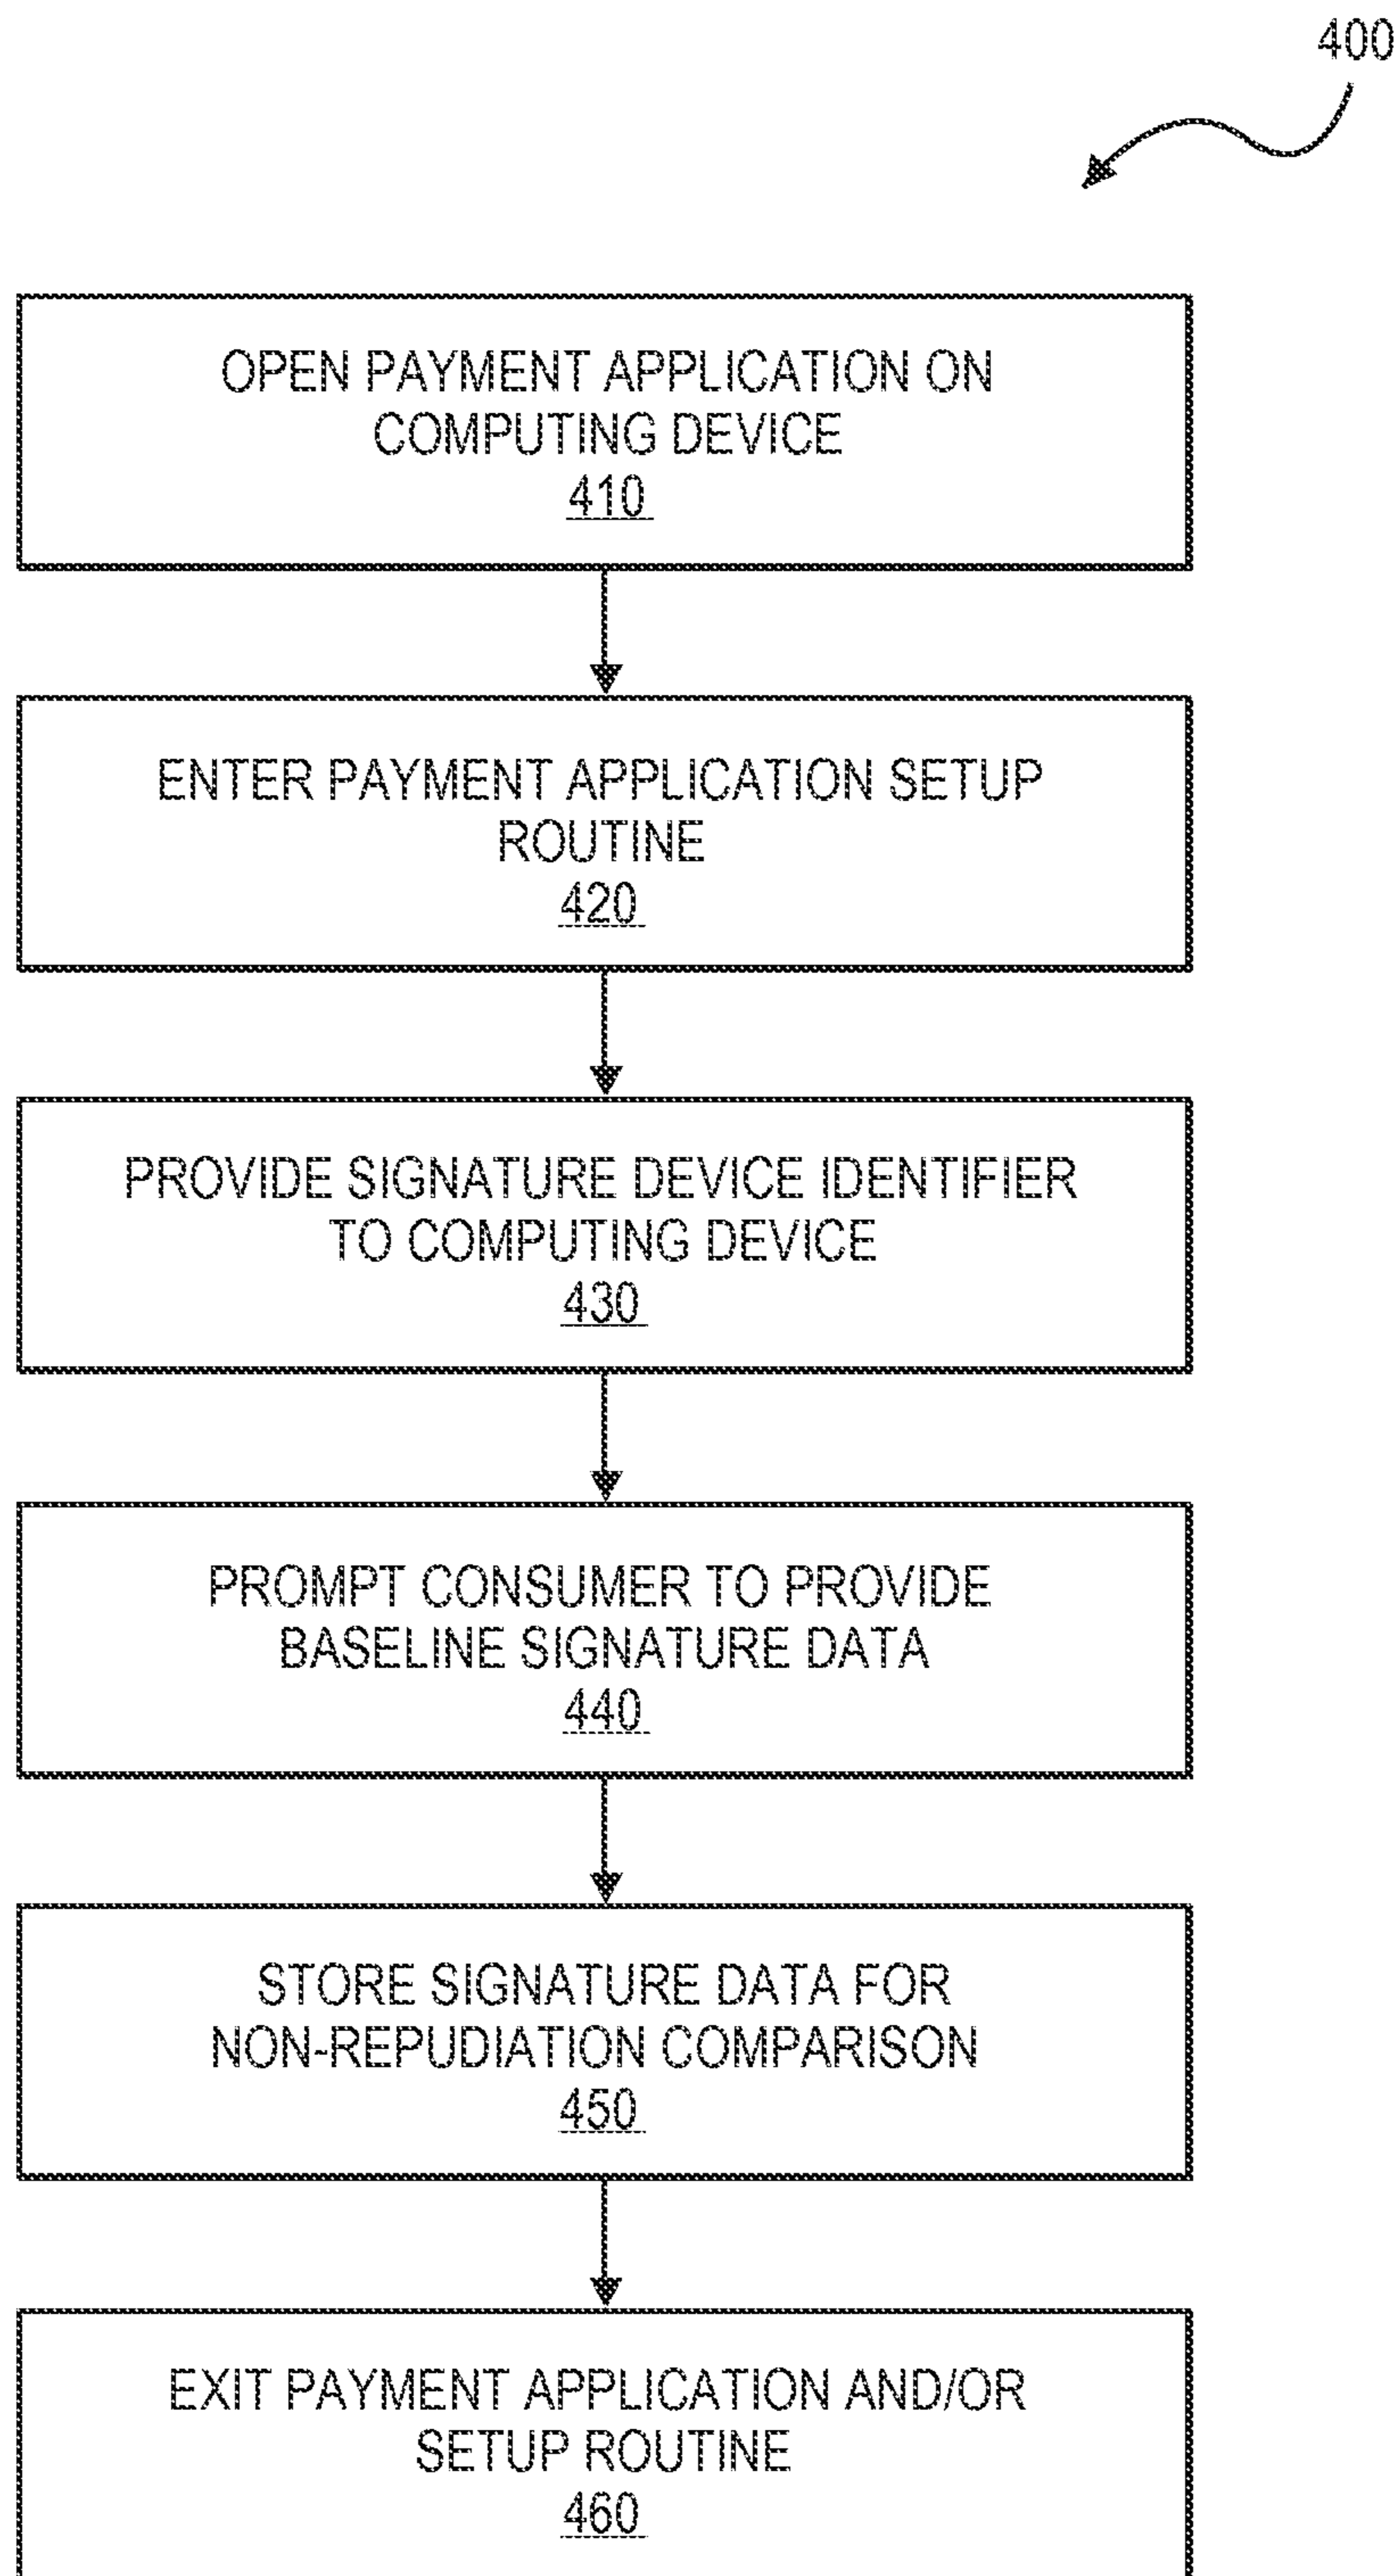 400
OPEN PAYMENT APPLICATION ON
COMPUTING DEVICE
410
ENTER PAYMENT APPLICATION SETUP
ROUTINE
420
PROVIDE SIGNATURE DEVICE IDENTIFIER
TO COMPUTING DEVICE
430
PROMPT CONSUMER TO PROVIDE
BASELINE SIGNATURE DATA
440
STORE SIGNATURE DATA FOR
NON-REPUDIATION COMPARISON
450
EXIT PAYMENT APPLICATION AND/OR
SETUP ROUTINE
460